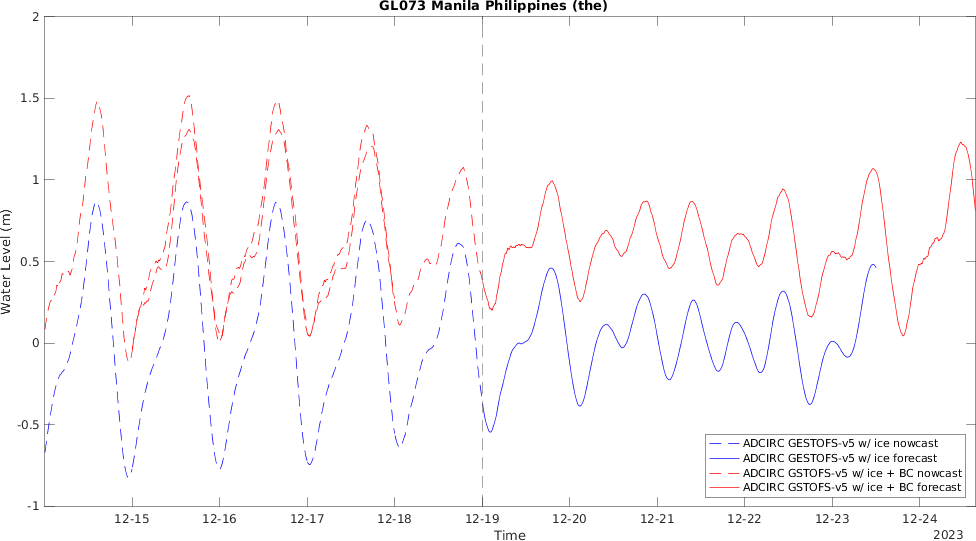 GL073 Manila Philippines (the)
2
1.5
1
0.5
0
-0.5
-1
Water Level (m)
ADCIRC GESTOFS-v5 w/ ice nowcast
ADCIRC GESTOFS-v5 w/ ice forecast
ADCIRC GSTOFS-v5 w/ ice + BC nowcast
ADCIRC GSTOFS-v5 w/ ice + BC forecast
12-15 12-16 12-17 12-18 12-19 12-20 12-21 12-22 12-23 12-24
Time
2023